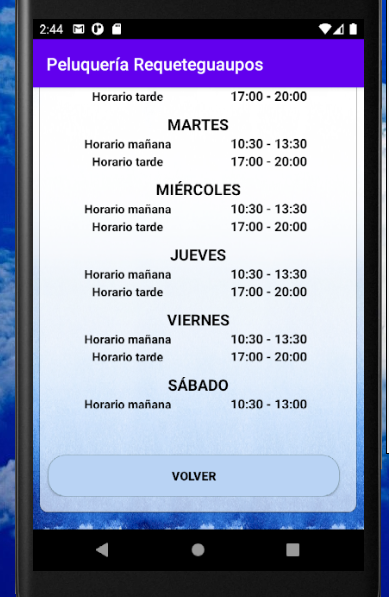 2:44
Peluquería Requeteguaupos
Horario tarde 17:00 - 20:00
MARTES
Horario mañana 10:30 - 13:30
Horario tarde 17:00 - 20:00
MIÉRCOLES
Horario mañana 10:30 - 13:30
Horario tarde 17:00 - 20:00
JUEVES
Horario mañana 10:30 - 13:30
Horario tarde 17:00 - 20:00
VIERNES
Horario mañana 10:30 - 13:30
Horario tarde 17:00 - 20:00
SÁBADO
Horario mañana 10:30 - 13:00
VOLVER